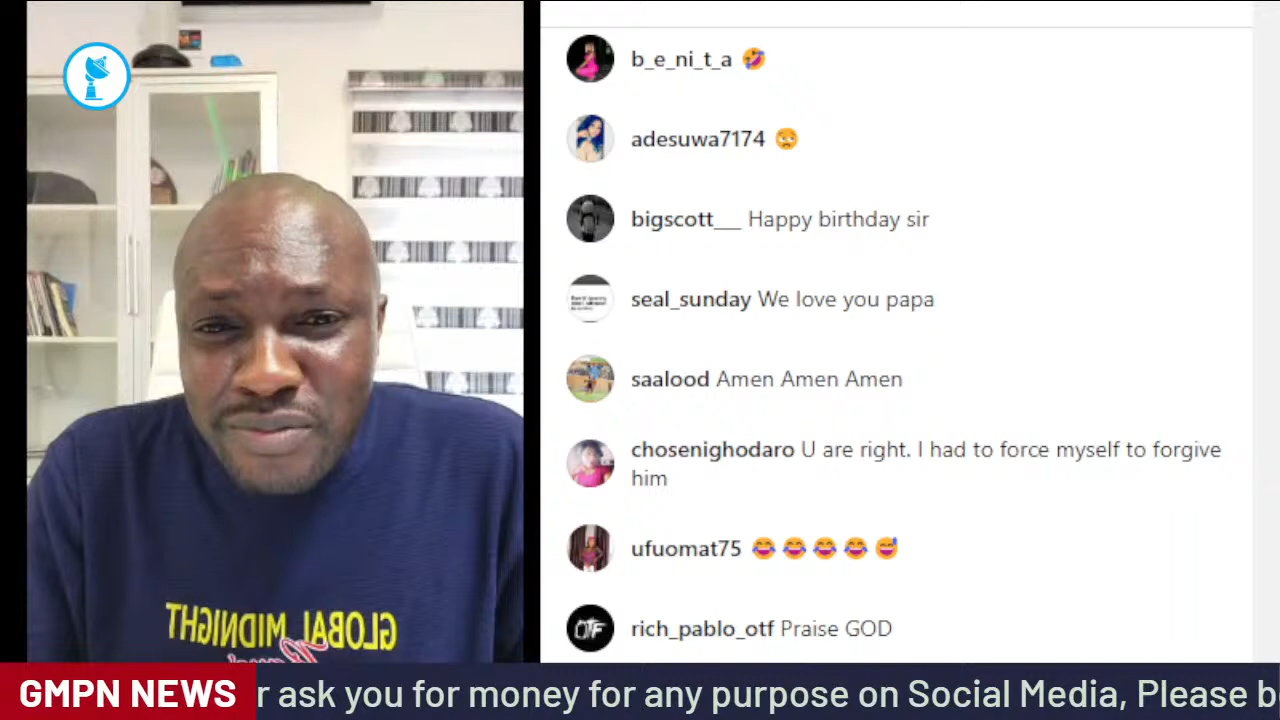 b_e_ni_t_a 🤣
adesuwa7174 😩
bigscott___ Happy birthday sir
seal_sunday We love you papa
saalood Amen Amen Amen
chosenighodaro U are right. I had to force myself to forgive
him
ufuomat75 😂😂😂😂😅
rich_pablo_otf Praise GOD
OTF
GLOBAL MIDNIGHT
GMPN NEWS
r ask you for money for any purpose on Social Media, Please b